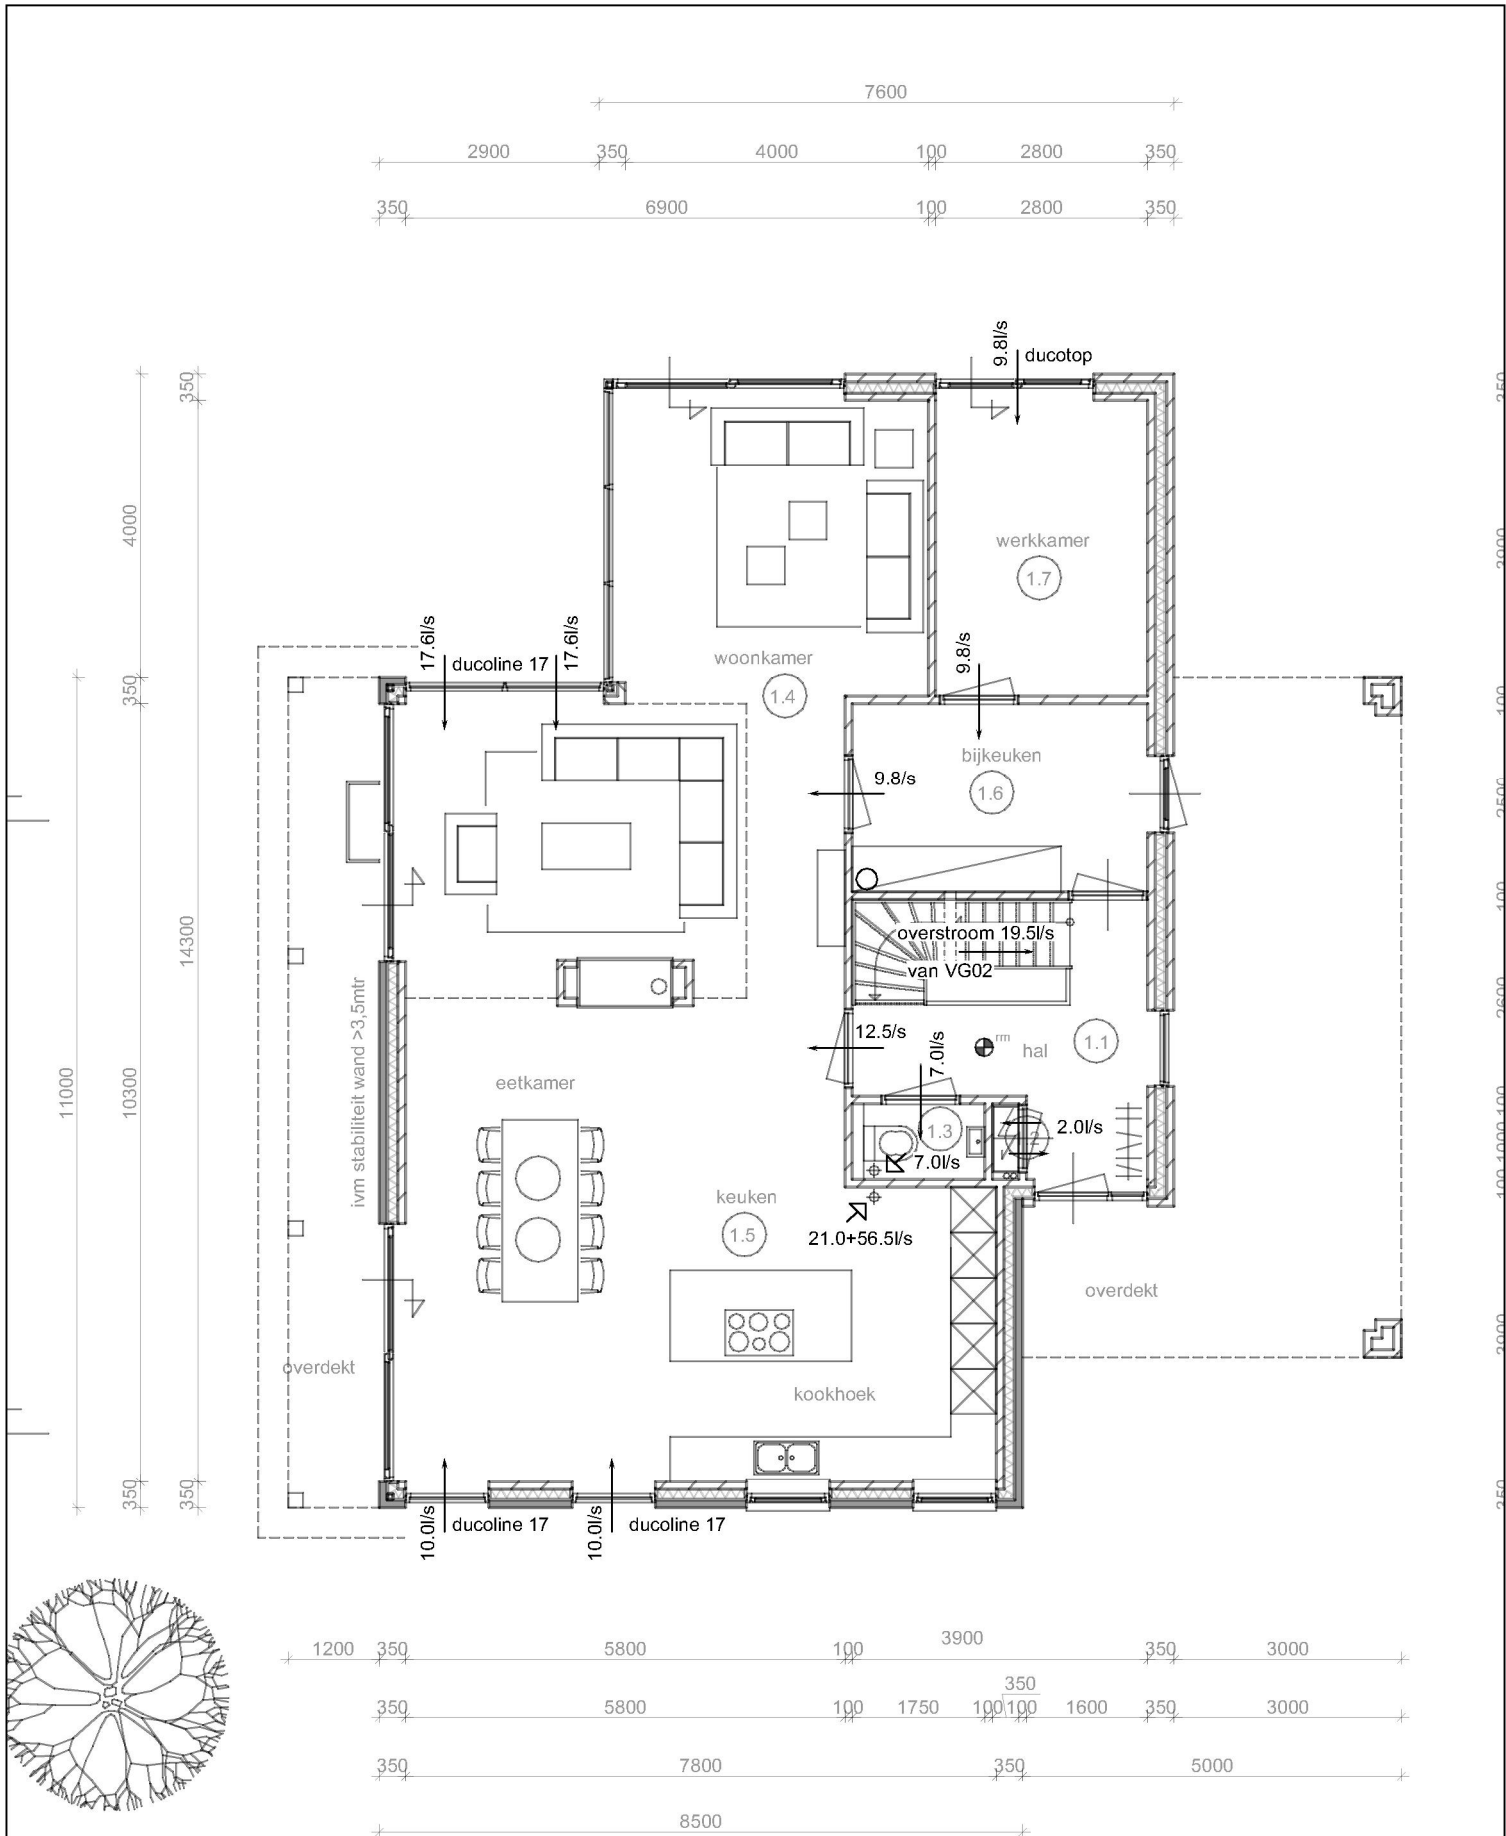 7600
2900 350 4000 100 2800 350
350 6900 100 2800 350
9.8l/s ducotop
350
4000
werkkamer
1.7
17.6l/s ducoline 17 17.6l/s
9.8/s
woonkamer
1.4
350
bijkeuken
9.8/s
1.6
14300
overstroom 19.5l/s
van VG02
ivm stabiliteit wand >3,5mtr
12.5/s
7.0l/s
rm
hal
1.1
11000
10300
eetkamer
1.3
2.0l/s
7.0l/s
keuken
1.5
21.0+56.5l/s
overdekt
overdekt
kookhoek
350
350
10.0l/s ducoline 17 10.0l/s ducoline 17
1200 350 5800 100 3900 350 3000
350
350 5800 100 1750 100 100 1600 350 3000
350 7800 350 5000
8500